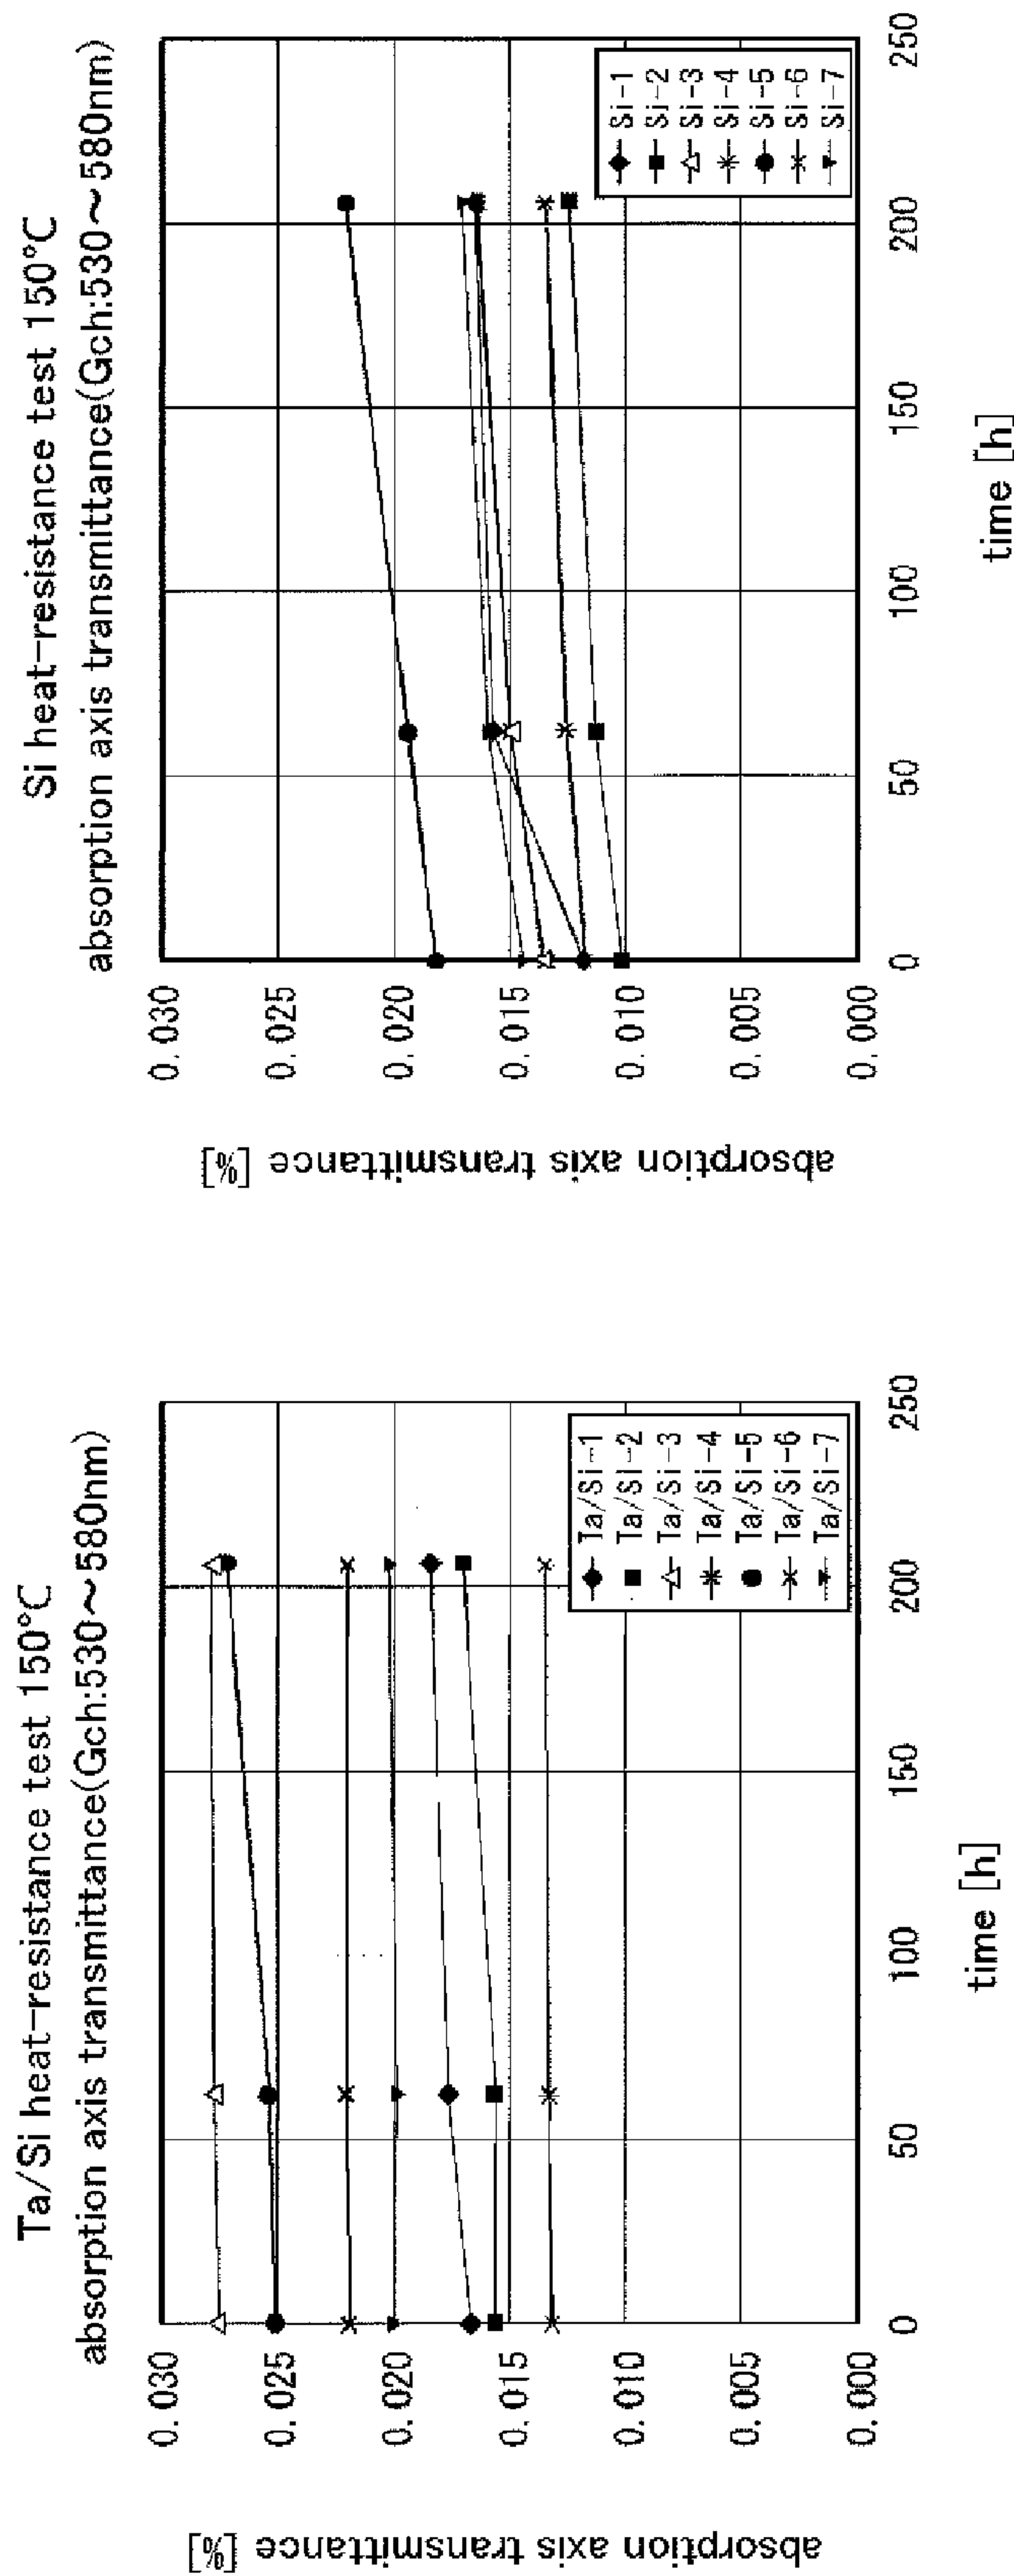 Ta/Si heat-resistance test 150°C
absorption axis transmittance(Gch:530~580nm)
absorption axis transmittance [%]
0.030
0.025
0.020
0.015
0.010
0.005
0.000
0
50
100
150
200
250
time [h]
Ta/Si-1
Ta/Si-2
Ta/Si-3
Ta/Si-4
Ta/Si-5
Ta/Si-6
Ta/Si-7
Si heat-resistance test 150°C
absorption axis transmittance(Gch:530~580nm)
absorption axis transmittance [%]
0.030
0.025
0.020
0.015
0.010
0.005
0.000
0
50
100
150
200
250
time [h]
Si-1
Si-2
Si-3
Si-4
Si-5
Si-6
Si-7